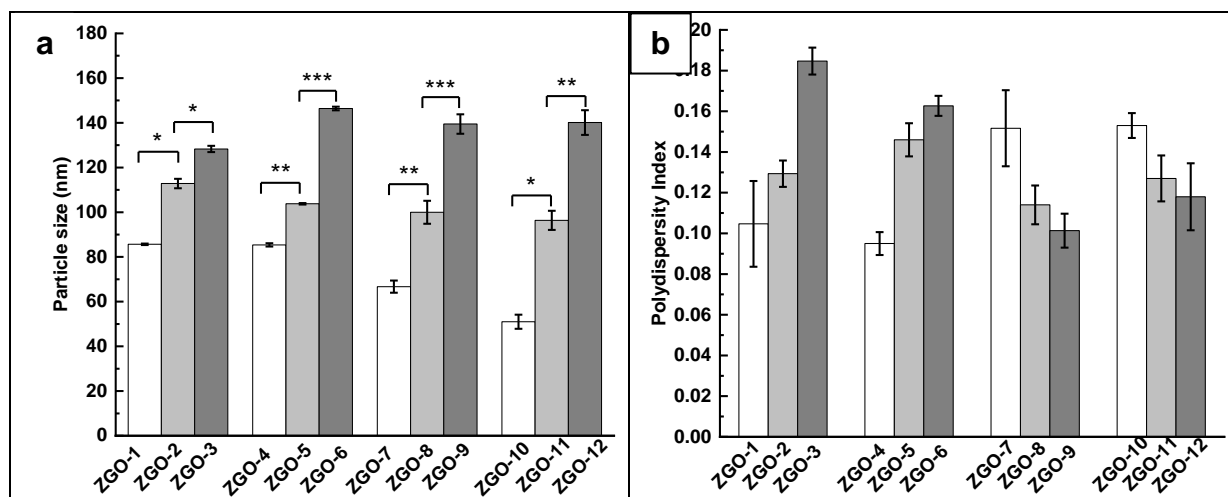 a
180
160
140
120
100
80
60
40
20
0
Particle size (nm)
*
*
**
***
**
***
*
**
ZGO-1
ZGO-2
ZGO-3
ZGO-4
ZGO-5
ZGO-6
ZGO-7
ZGO-8
ZGO-9
ZGO-10
ZGO-11
ZGO-12
b
0.18
0.16
0.14
0.12
0.10
0.08
0.06
0.04
0.02
0.00
Polydispersity Index
ZGO-1
ZGO-2
ZGO-3
ZGO-4
ZGO-5
ZGO-6
ZGO-7
ZGO-8
ZGO-9
ZGO-10
ZGO-11
ZGO-12